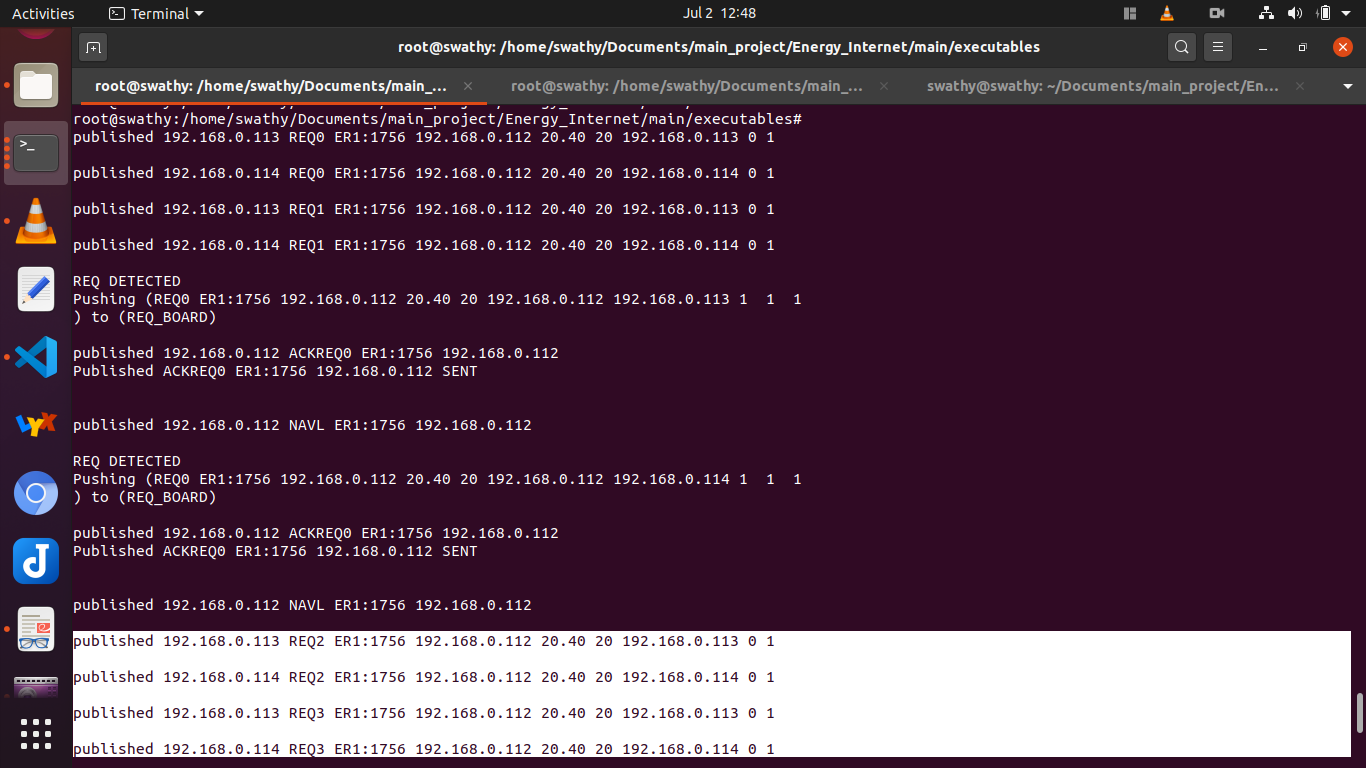 Activities
Terminal
Jul 2 12:48
root@swathy: /home/swathy/Documents/main_project/Energy_Internet/main/executables
root@swathy: /home/swathy/Documents/main_...
root@swathy: /home/swathy/Documents/main_...
swathy@swathy: ~/Documents/main_project/En...
root@swathy:/home/swathy/Documents/main_project/Energy_Internet/main/executables#
published 192.168.0.113 REQ0 ER1:1756 192.168.0.112 20.40 20 192.168.0.113 0 1
published 192.168.0.114 REQ0 ER1:1756 192.168.0.112 20.40 20 192.168.0.114 0 1
published 192.168.0.113 REQ1 ER1:1756 192.168.0.112 20.40 20 192.168.0.113 0 1
published 192.168.0.114 REQ1 ER1:1756 192.168.0.112 20.40 20 192.168.0.114 0 1
REQ DETECTED
Pushing (REQ0 ER1:1756 192.168.0.112 20.40 20 192.168.0.112 192.168.0.113 1  1  1
) to (REQ_BOARD)
published 192.168.0.112 ACKREQ0 ER1:1756 192.168.0.112
Published ACKREQ0 ER1:1756 192.168.0.112 SENT
published 192.168.0.112 NAVL ER1:1756 192.168.0.112
REQ DETECTED
Pushing (REQ0 ER1:1756 192.168.0.112 20.40 20 192.168.0.112 192.168.0.114 1  1  1
) to (REQ_BOARD)
published 192.168.0.112 ACKREQ0 ER1:1756 192.168.0.112
Published ACKREQ0 ER1:1756 192.168.0.112 SENT
published 192.168.0.112 NAVL ER1:1756 192.168.0.112
published 192.168.0.113 REQ2 ER1:1756 192.168.0.112 20.40 20 192.168.0.113 0 1
published 192.168.0.114 REQ2 ER1:1756 192.168.0.112 20.40 20 192.168.0.114 0 1
published 192.168.0.113 REQ3 ER1:1756 192.168.0.112 20.40 20 192.168.0.113 0 1
published 192.168.0.114 REQ3 ER1:1756 192.168.0.112 20.40 20 192.168.0.114 0 1